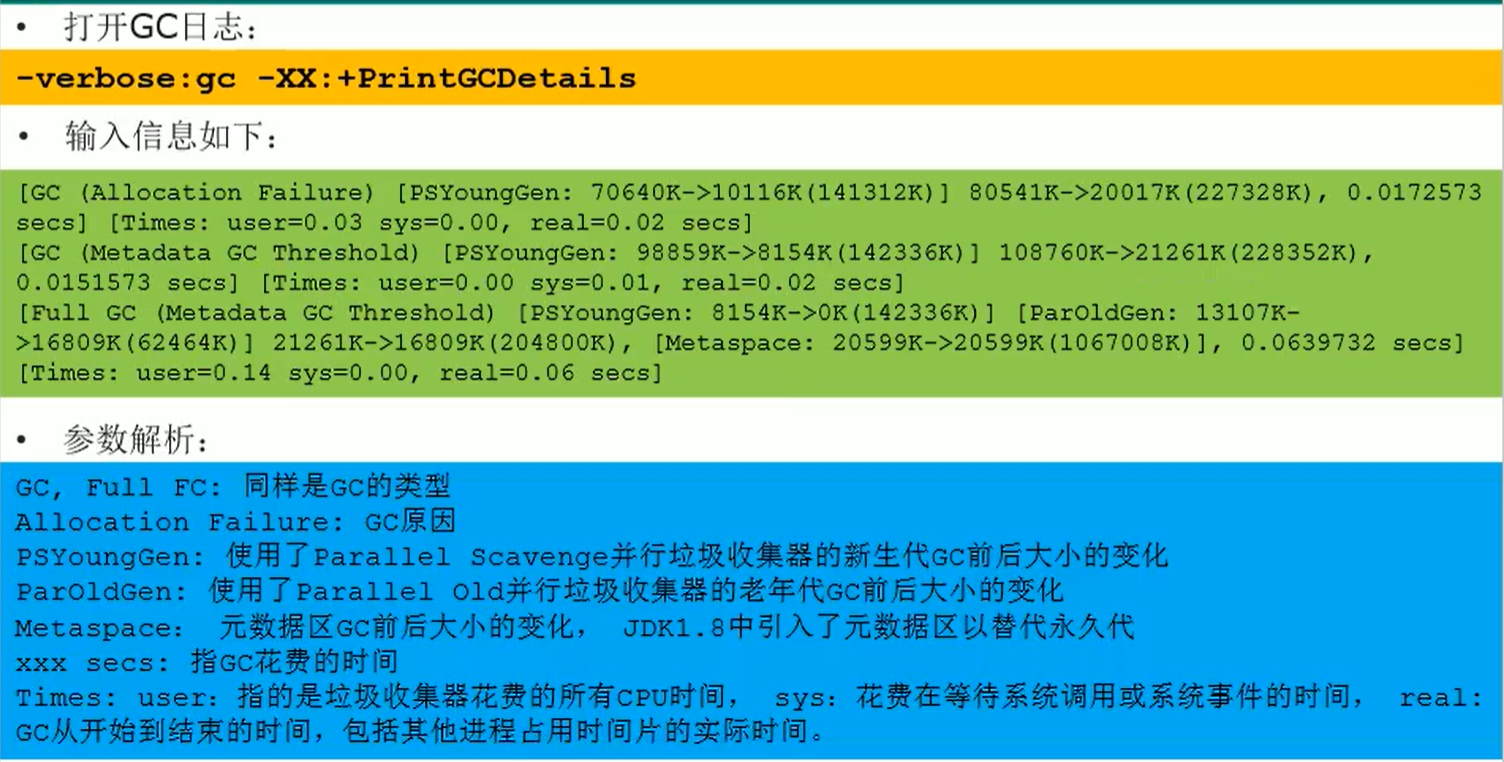 • 打开GC日志：
-verbose:gc -XX:+PrintGCDetails
• 输入信息如下：
[GC (Allocation Failure) [PSYoungGen: 70640K->10116K(141312K)] 80541K->20017K(227328K), 0.0172573
secs] [Times: user=0.03 sys=0.00, real=0.02 secs]
[GC (Metadata GC Threshold) [PSYoungGen: 98859K->8154K(142336K)] 108760K->21261K(228352K),
0.0151573 secs] [Times: user=0.00 sys=0.01, real=0.02 secs]
[Full GC (Metadata GC Threshold) [PSYoungGen: 8154K->0K(142336K)] [ParOldGen: 13107K-
>16809K(62464K)] 21261K->16809K(204800K), [Metaspace: 20599K->20599K(1067008K)], 0.0639732 secs]
[Times: user=0.14 sys=0.00, real=0.06 secs]
• 参数解析：
GC, Full FC: 同样是GC的类型
Allocation Failure: GC原因
PSYoungGen: 使用了Parallel Scavenge并行垃圾收集器的新生代GC前后大小的变化
ParOldGen: 使用了Parallel Old并行垃圾收集器的老年代GC前后大小的变化
Metaspace: 元数据区GC前后大小的变化, JDK1.8中引入了元数据区以替代永久代
xxx secs: 指GC花费的时间
Times: user: 指的是垃圾收集器花费的所有CPU时间, sys: 花费在等待系统调用或系统事件的时间, real:
GC从开始到结束的时间,包括其他进程占用时间片的实际时间。